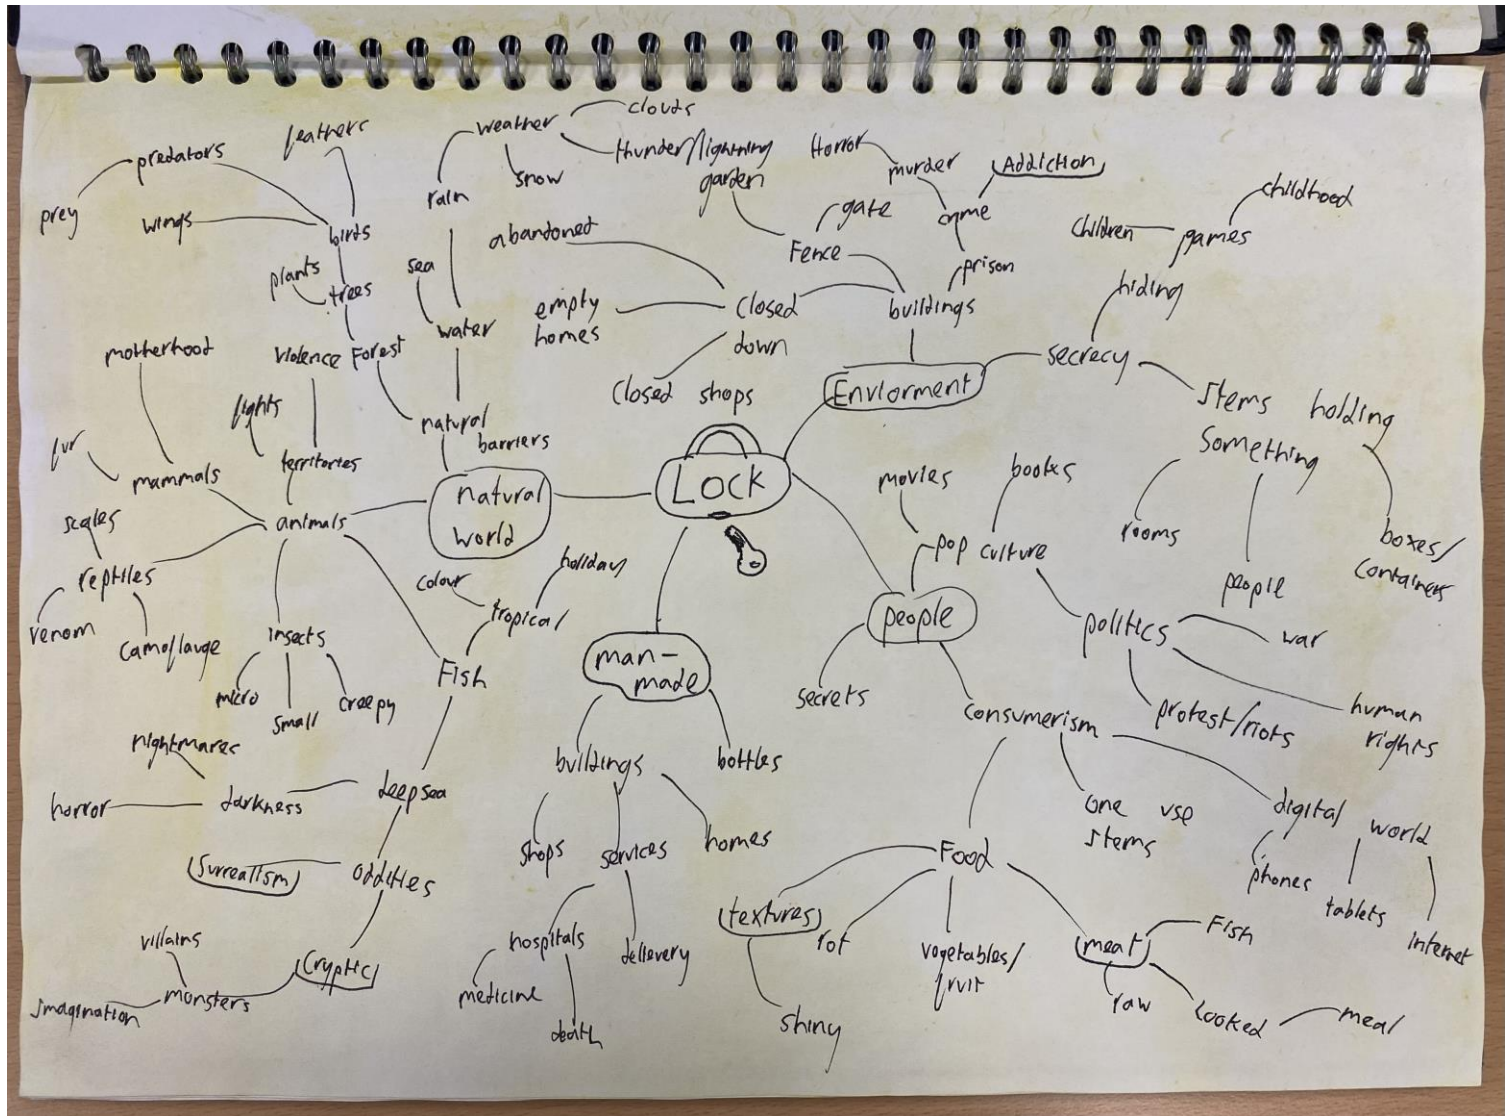 clouds
weather
feathers
thunder/lightning
Horror
predators
murder
Addiction
snow
garden
rain
childhood
prey
wings
gate
crime
children
games
birds
abandoned
Fence
sea
prison
plants
trees
hiding
empty
homes
closed
down
buildings
water
motherhood
violence
Forest
secrecy
Closed shops
Enviorment
items holding
something
fights
natural
barriers
fur
territories
mammals
Lock
movies
books
natural
world
scales
animals
rooms
boxes/
containers
pop culture
holiday
reptiles
colour
people
tropical
people
venom
camoflauge
insects
politics
war
man-
made
Fish
micro
small
creepy
secrets
consumerism
protest/riots
human
rights
nightmares
buildings
bottles
deepsea
horror
darkness
one use
items
digital world
shops
services
homes
Food
phones
Surrealism
oddities
tablets
textures
rot
Fish
internet
villains
hospitals
delievery
vegetables/
fruit
meat
Cryptic
medicine
raw
imagination
monsters
cooked
meal
shiny
death